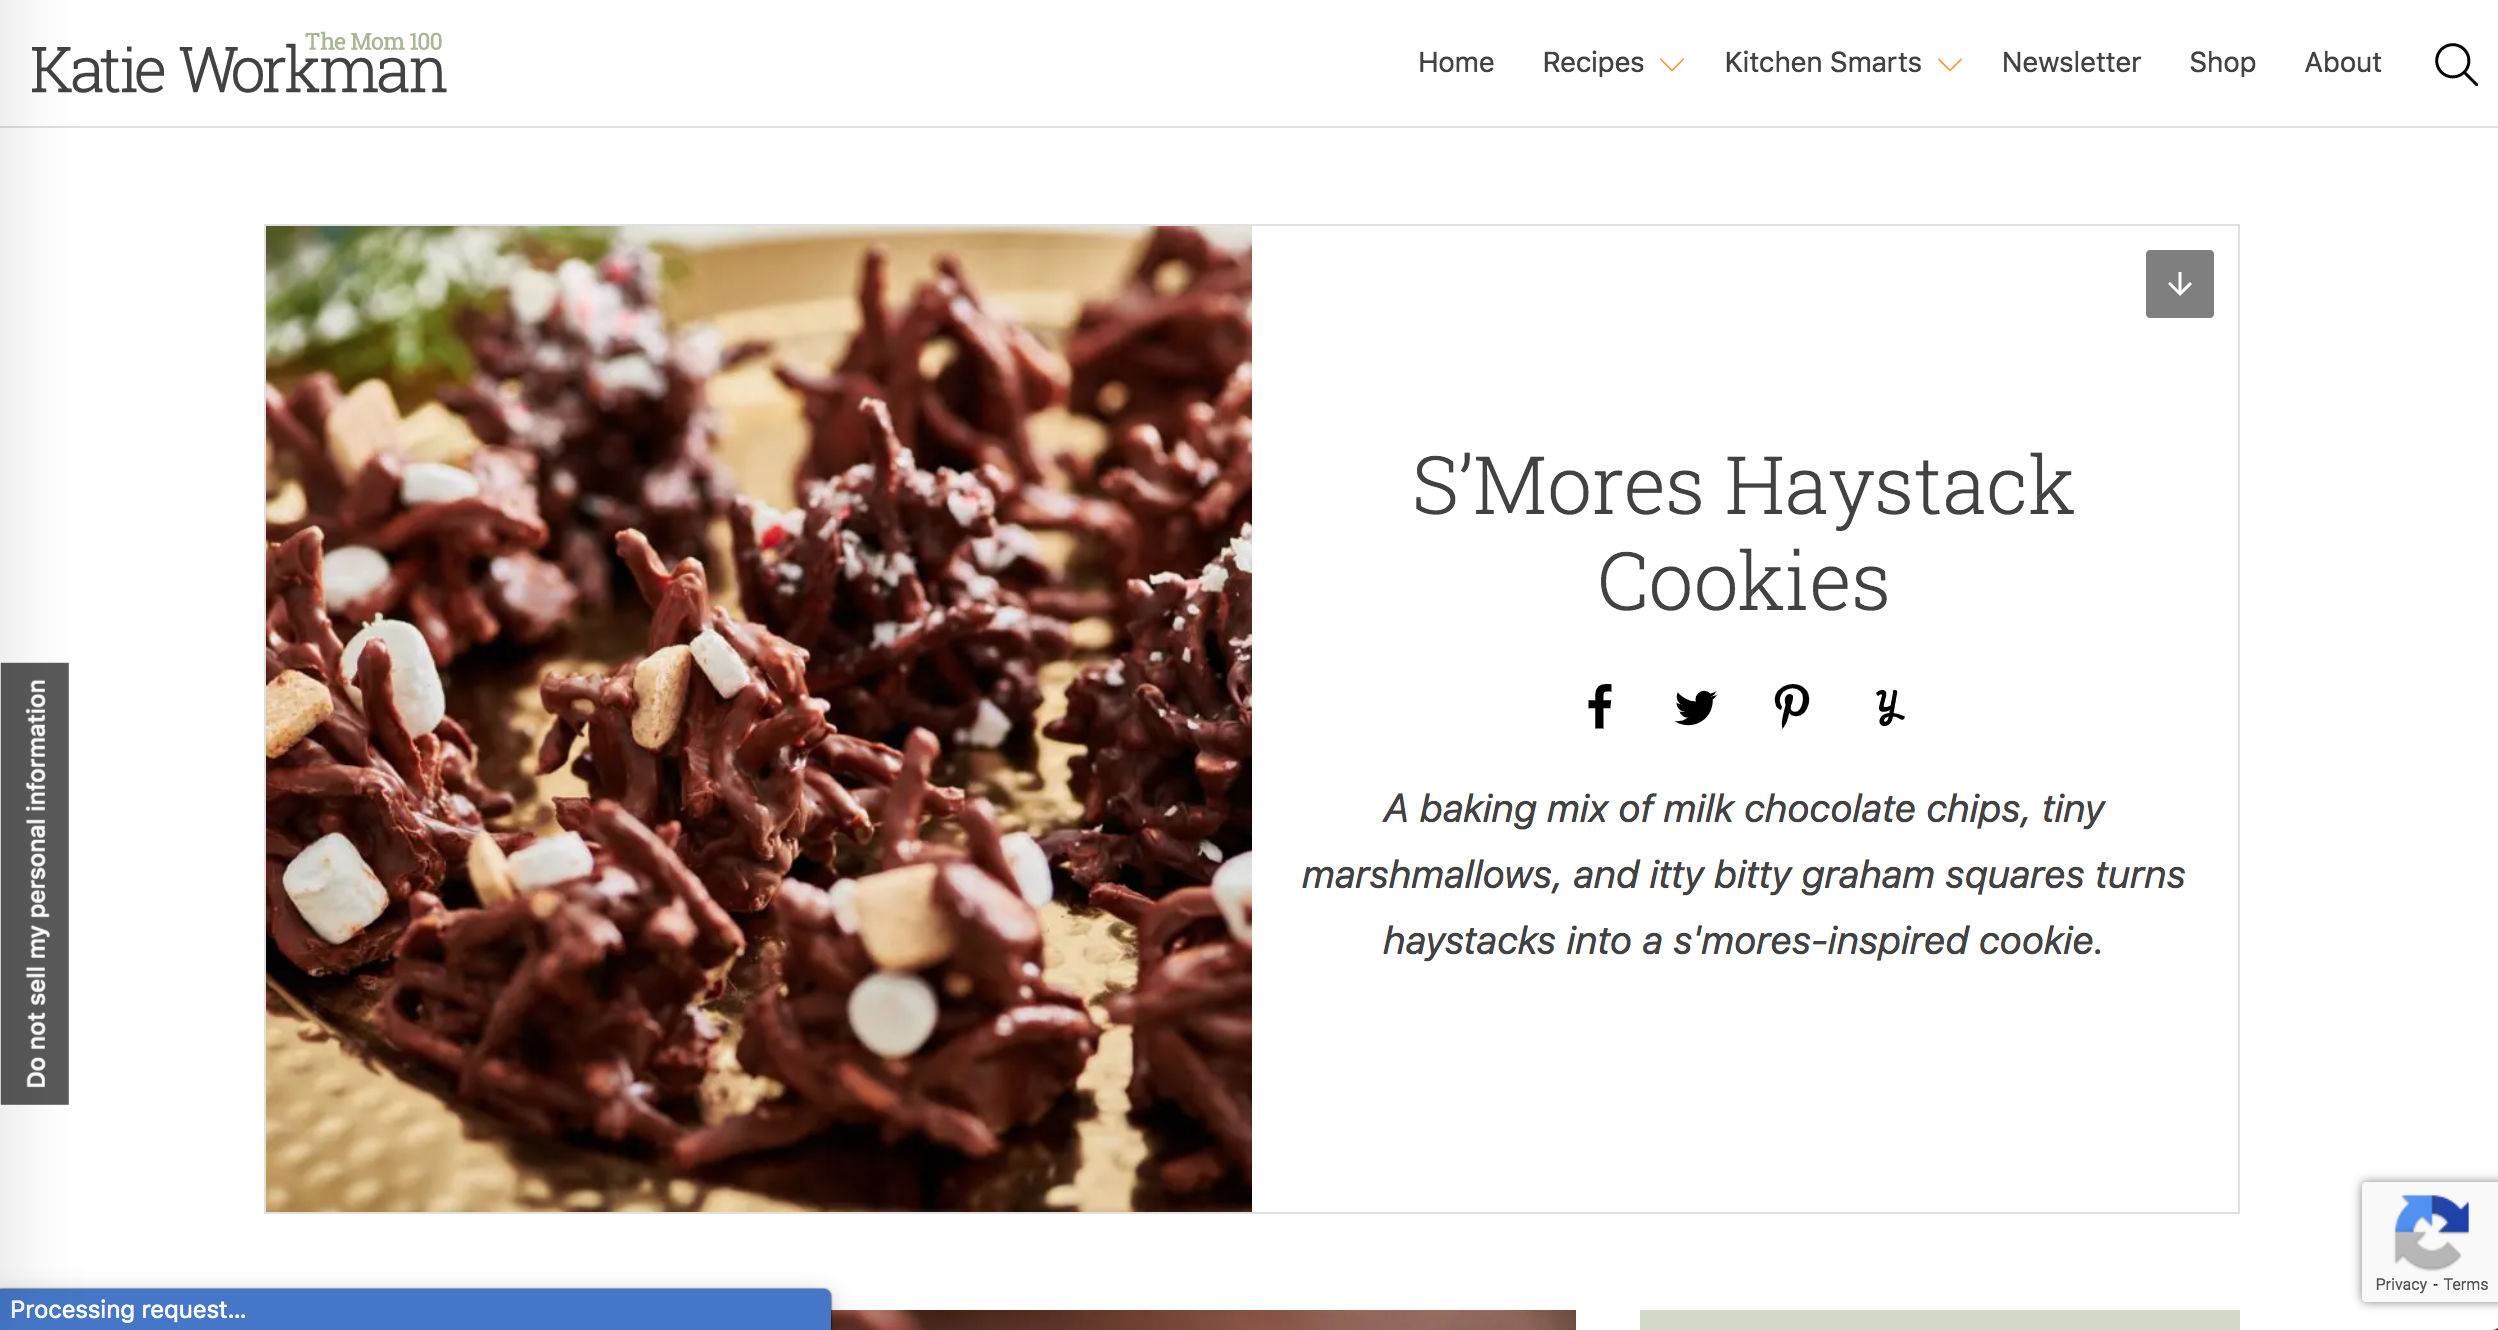 The Mom 100
Katie Workman
Home Recipes Kitchen Smarts Newsletter Shop About
S’Mores Haystack
Cookies
A baking mix of milk chocolate chips, tiny
marshmallows, and itty bitty graham squares turns
haystacks into a s'mores-inspired cookie.
Do not sell my personal information
Privacy - Terms
Processing request...